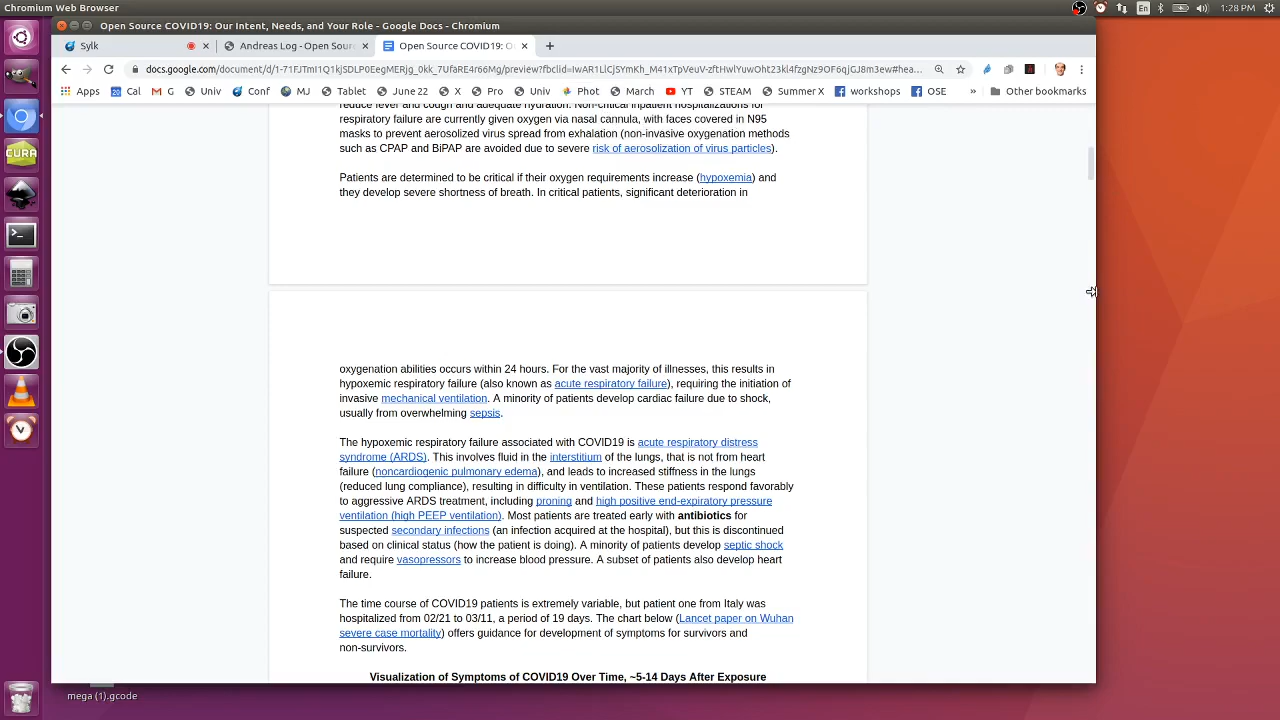 Chromium Web Browser
En
1:28 PM
Open Source COVID19: Our Intent, Needs, and Your Role - Google Docs - Chromium
Sylk
Andreas Log - Open Sour
Open Source COVID19: O
docs.google.com/document/d/1-71FJTmI1Q1kjSDLP0EegMERJg_0kk_7UfaRE4r66Mg/preview?fbclid=IwAR1LlCjSYmKh_M41xTpVeuV-zftHwlYuwOht23kl4fzgNz9OF6qjGJ8m3ew#hea...
Apps
Cal
G
Univ
Conf
MJ
Tablet
June 22
X
Pro
Univ
Phot
March
YT
STEAM
Summer X
workshops
OSE
»
Other bookmarks
reduce fever and cough and adequate hydration. Non-critical inpatient hospitalizations for
respiratory failure are currently given oxygen via nasal cannula, with faces covered in N95
masks to prevent aerosolized virus spread from exhalation (non-invasive oxygenation methods
such as CPAP and BiPAP are avoided due to severe risk of aerosolization of virus particles).
Patients are determined to be critical if their oxygen requirements increase (hypoxemia) and
they develop severe shortness of breath. In critical patients, significant deterioration in
oxygenation abilities occurs within 24 hours. For the vast majority of illnesses, this results in
hypoxemic respiratory failure (also known as acute respiratory failure), requiring the initiation of
invasive mechanical ventilation. A minority of patients develop cardiac failure due to shock,
usually from overwhelming sepsis.
The hypoxemic respiratory failure associated with COVID19 is acute respiratory distress
syndrome (ARDS). This involves fluid in the interstitium of the lungs, that is not from heart
failure (noncardiogenic pulmonary edema), and leads to increased stiffness in the lungs
(reduced lung compliance), resulting in difficulty in ventilation. These patients respond favorably
to aggressive ARDS treatment, including proning and high positive end-expiratory pressure
ventilation (high PEEP ventilation). Most patients are treated early with antibiotics for
suspected secondary infections (an infection acquired at the hospital), but this is discontinued
based on clinical status (how the patient is doing). A minority of patients develop septic shock
and require vasopressors to increase blood pressure. A subset of patients also develop heart
failure.
The time course of COVID19 patients is extremely variable, but patient one from Italy was
hospitalized from 02/21 to 03/11, a period of 19 days. The chart below (Lancet paper on Wuhan
severe case mortality) offers guidance for development of symptoms for survivors and
non-survivors.
Visualization of Symptoms of COVID19 Over Time, ~5-14 Days After Exposure
mega (1).gcode